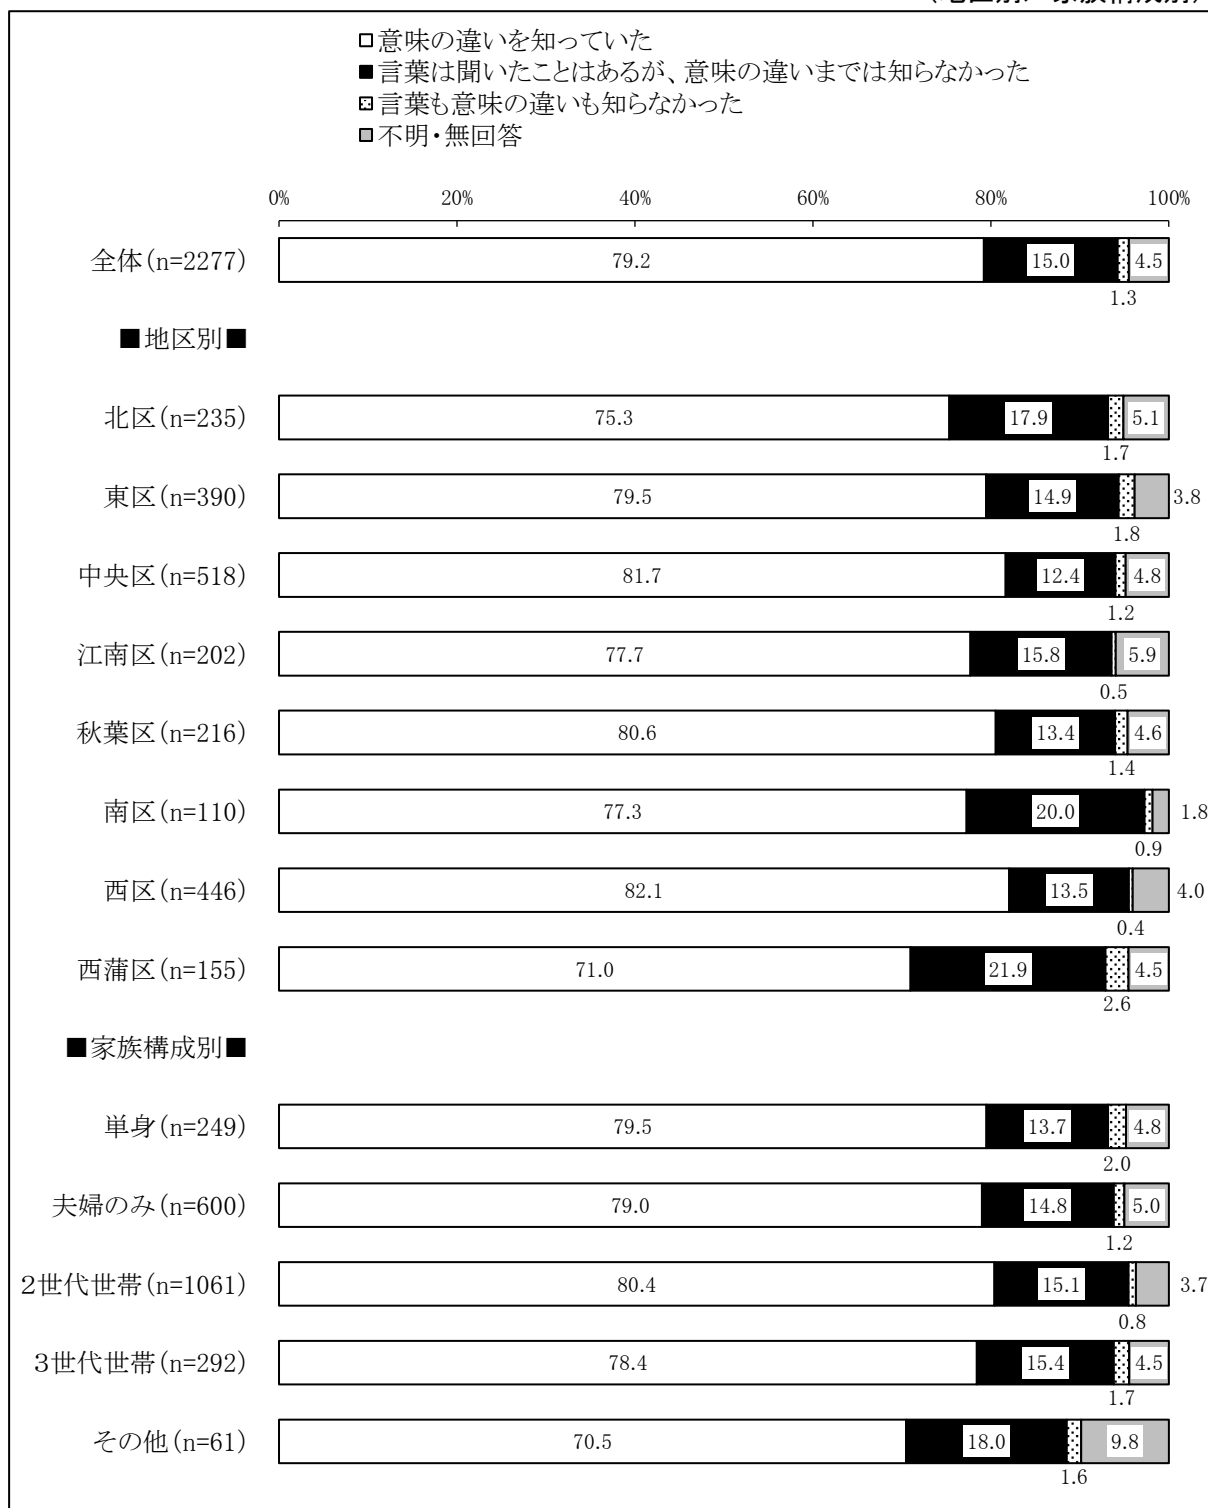 □意味の違いを知っていた
■言葉は聞いたことはあるが、意味の違いまでは知らなかった
言葉も意味の違いも知らなかった
不明・無回答
0% 20% 40% 60% 80% 100%
全体(n=2277) 79.2 15.0 4.5
1.3
■地区別■
北区(n=235) 75.3 17.9 5.1
1.7
東区(n=390) 79.5 14.9 3.8
1.8
中央区(n=518) 81.7 12.4 4.8
1.2
江南区(n=202) 77.7 15.8 5.9
0.5
秋葉区(n=216) 80.6 13.4 4.6
1.4
南区(n=110) 77.3 20.0 1.8
0.9
西区(n=446) 82.1 13.5 4.0
0.4
西蒲区(n=155) 71.0 21.9 4.5
2.6
■家族構成別■
単身(n=249) 79.5 13.7 4.8
2.0
夫婦のみ(n=600) 79.0 14.8 5.0
1.2
２世代世帯(n=1061) 80.4 15.1 3.7
0.8
３世代世帯(n=292) 78.4 15.4 4.5
1.7
その他(n=61) 70.5 18.0 9.8
1.6